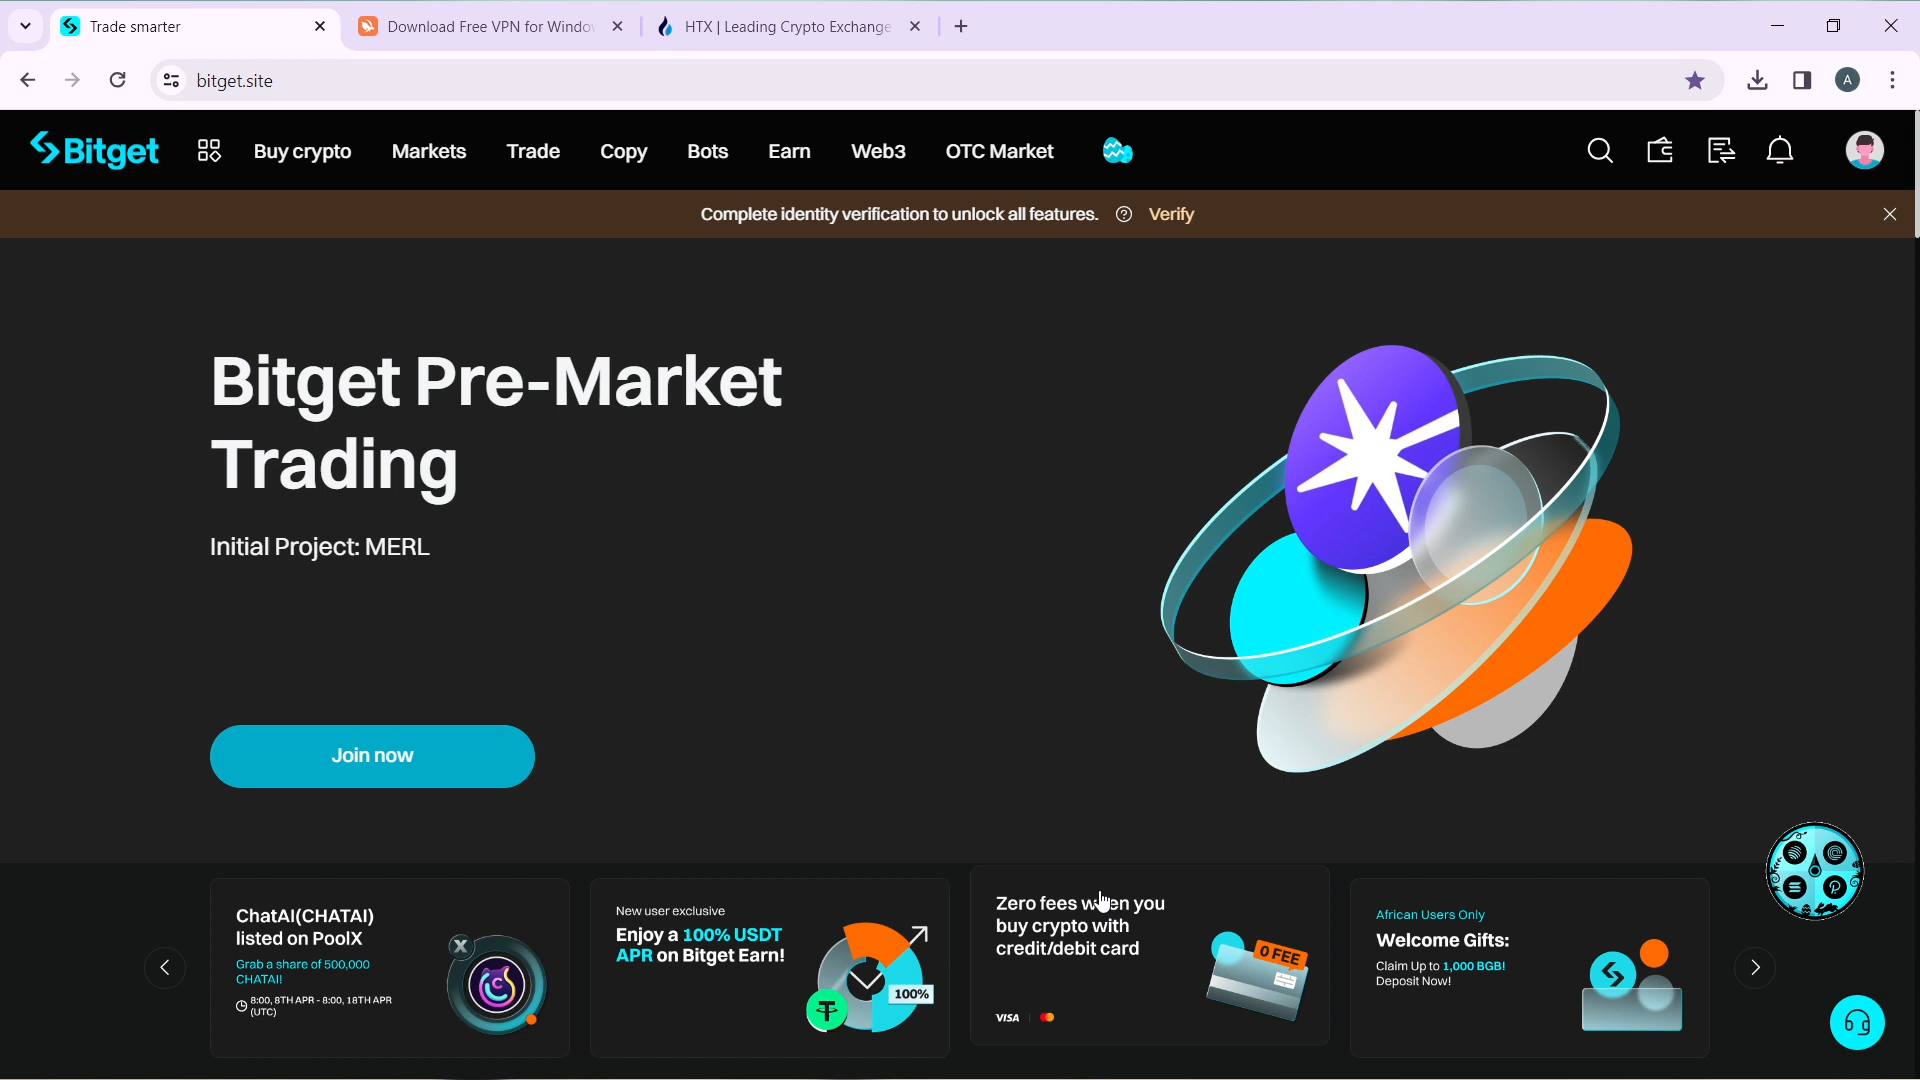 Trade smarter
Download Free VPN for Window
HTX | Leading Crypto Exchange
bitget.site
A
Bitget
Buy crypto
Markets
Trade
Copy
Bots
Earn
Web3
OTC Market
Complete identity verification to unlock all features.
Verify
Bitget Pre-Market
Trading
Initial Project: MERL
Join now
ChatAI(CHATAI)
listed on PoolX
Grab a share of 500,000
CHATAI!
8:00, 8TH APR - 8:00, 18TH APR
(UTC)
X
New user exclusive
Enjoy a 100% USDT
APR on Bitget Earn!
100%
Zero fees when you
buy crypto with
credit/debit card
0 FEE
VISA
African Users Only
Welcome Gifts:
Claim Up to 1,000 BGB!
Deposit Now!